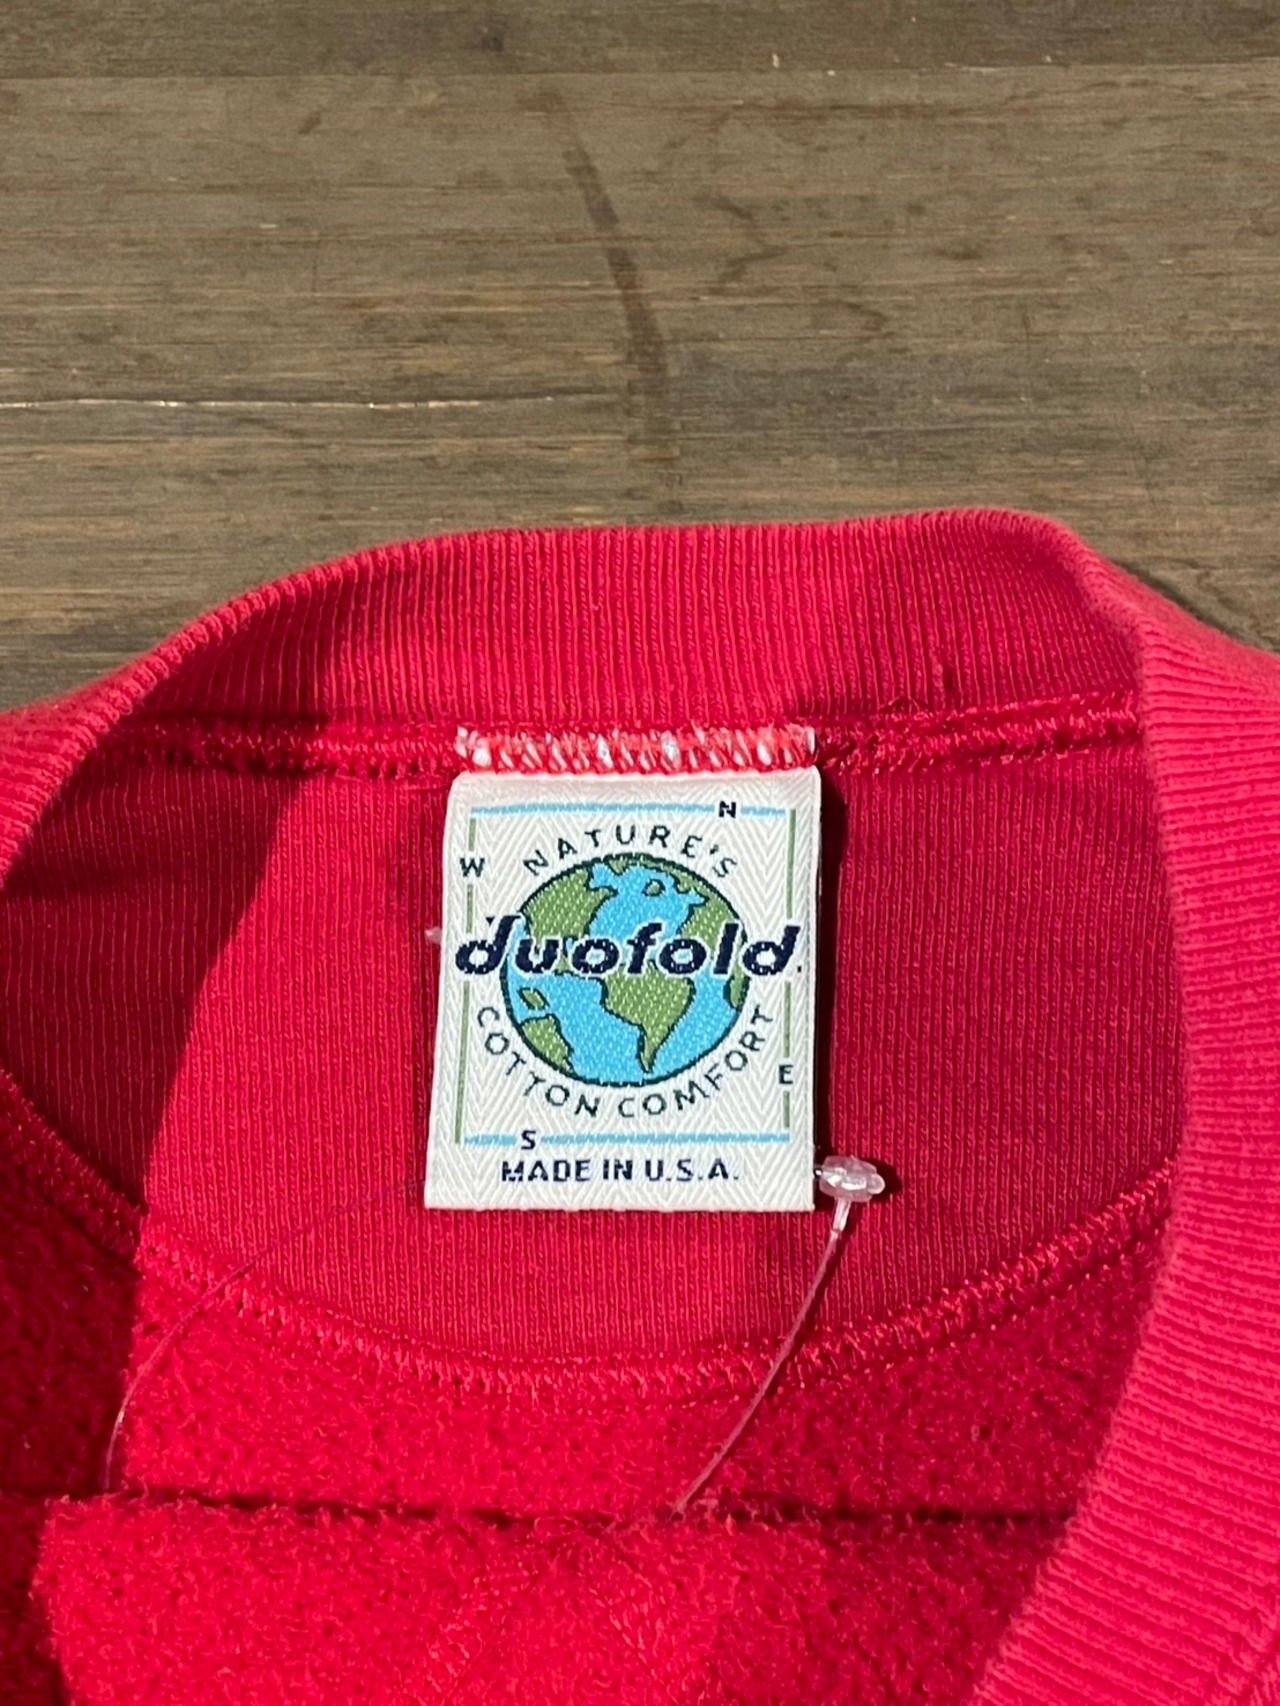 N
NATURE'S
W
duofold.
COTTON COMFORT
E
S
MADE IN U.S.A.